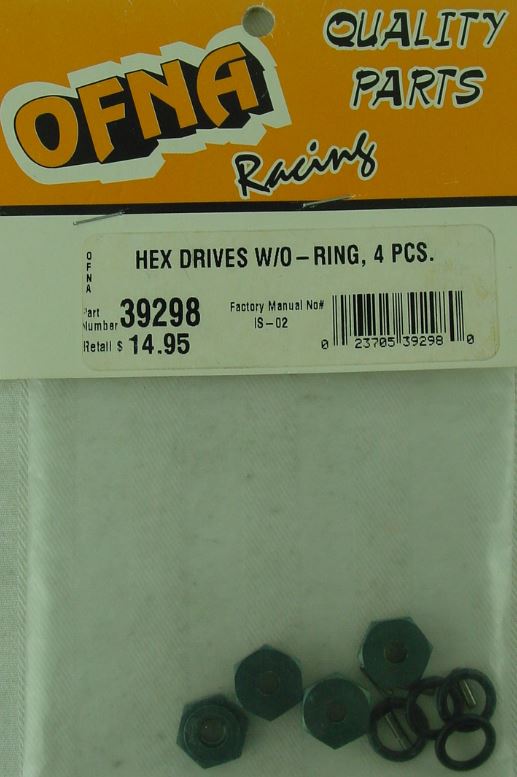 OFNA
Racing
QUALITY
PARTS
OFNA
HEX DRIVES W/O-RING, 4 PCS.
Part
Number 39298
Retail $ 14.95
Factory Manual No#
IS-02
0 23705 39298 0